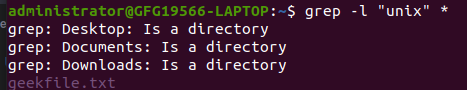 administrator@GFG19566-LAPTOP:~$ grep -l "unix" *
grep: Desktop: Is a directory
grep: Documents: Is a directory
grep: Downloads: Is a directory
geekfile.txt